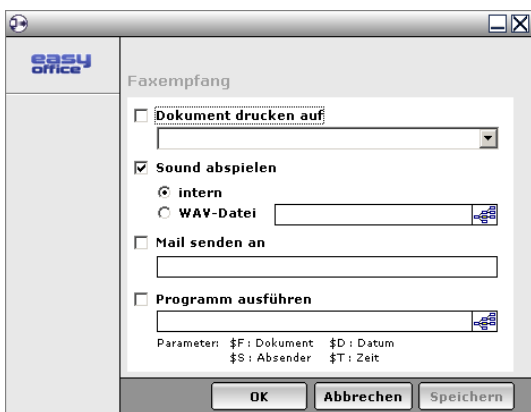 easy
office
Faxempfang
Dokument drucken auf
Sound abspielen
intern
WAV-Datei
Mail senden an
Programm ausführen
Parameter: $F : Dokument $D : Datum
$S : Absender $T : Zeit
OK Abbrechen Speichern